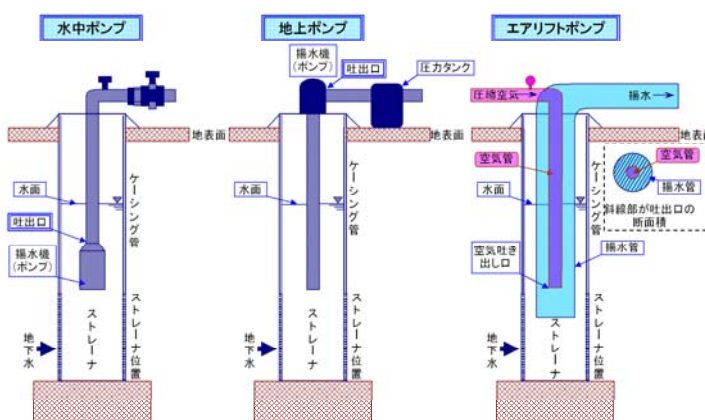 水中ポンプ
地表面
水面
吐出口
揚水機
(ポンプ)
ケーシング管
ストレーナ
ストレーナ位置
地下水
地上ポンプ
揚水機
(ポンプ)
吐出口
圧力タンク
地表面
水面
ケーシング管
ストレーナ
ストレーナ位置
地下水
エアリフトポンプ
圧縮空気
揚水
地表面
空気管
水面
空気吐き
出し口
ケーシング管
揚水管
ストレーナ
ストレーナ位置
地下水
空気管
揚水管
斜線部が吐出口の
断面積